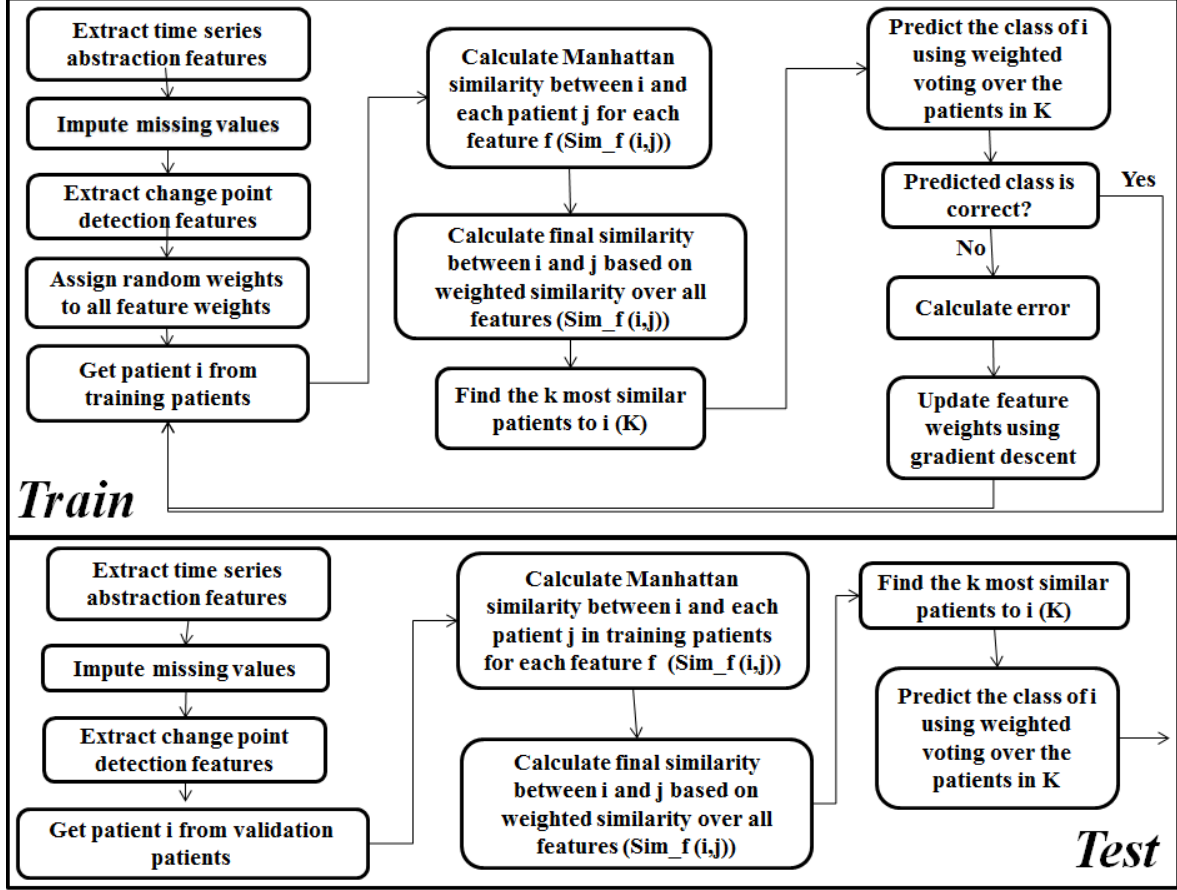 Extract time series
abstraction features
Impute missing values
Extract change point
detection features
Assign random weights
to all feature weights
Get patient i from
training patients
Calculate Manhattan
similarity between i and
each patient j for each
feature f (Sim_f (i,j))
Calculate final similarity
between i and j based on
weighted similarity over all
features (Sim_f (i,j))
Find the k most similar
patients to i (K)
Predict the class of i
using weighted
voting over the
patients in K
Predicted class is
correct?
Yes
No
Calculate error
Update feature
weights using
gradient descent
Train
Extract time series
abstraction features
Impute missing values
Extract change point
detection features
Get patient i from validation
patients
Calculate Manhattan
similarity between i and each
patient j in training patients
for each feature f (Sim_f (i,j))
Calculate final similarity
between i and j based on
weighted similarity over all
features (Sim_f (i,j))
Find the k most similar
patients to i (K)
Predict the class of i
using weighted
voting over the
patients in K
Test